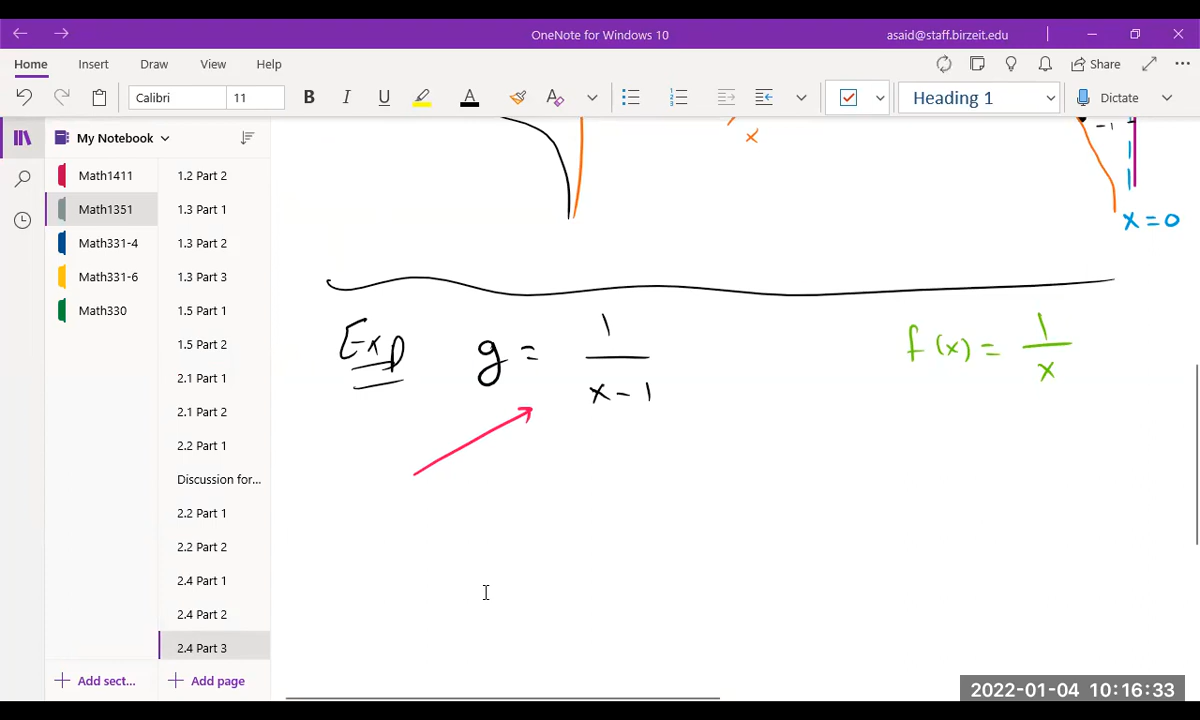 OneNote for Windows 10
asaid@staff.birzeit.edu
Home Insert Draw View Help
Share
Calibri 11 B I U A Heading 1 Dictate
My Notebook
Math1411
Math1351
Math331-4
Math331-6
Math330
Add sect...
1.2 Part 2
1.3 Part 1
1.3 Part 2
1.3 Part 3
1.5 Part 1
1.5 Part 2
2.1 Part 1
2.1 Part 2
2.2 Part 1
Discussion for...
2.2 Part 1
2.2 Part 2
2.4 Part 1
2.4 Part 2
2.4 Part 3
Add page
x
-1
x = 0
Exp g = 1 / x - 1
f(x) = 1 / x
2022-01-04 10:16:33